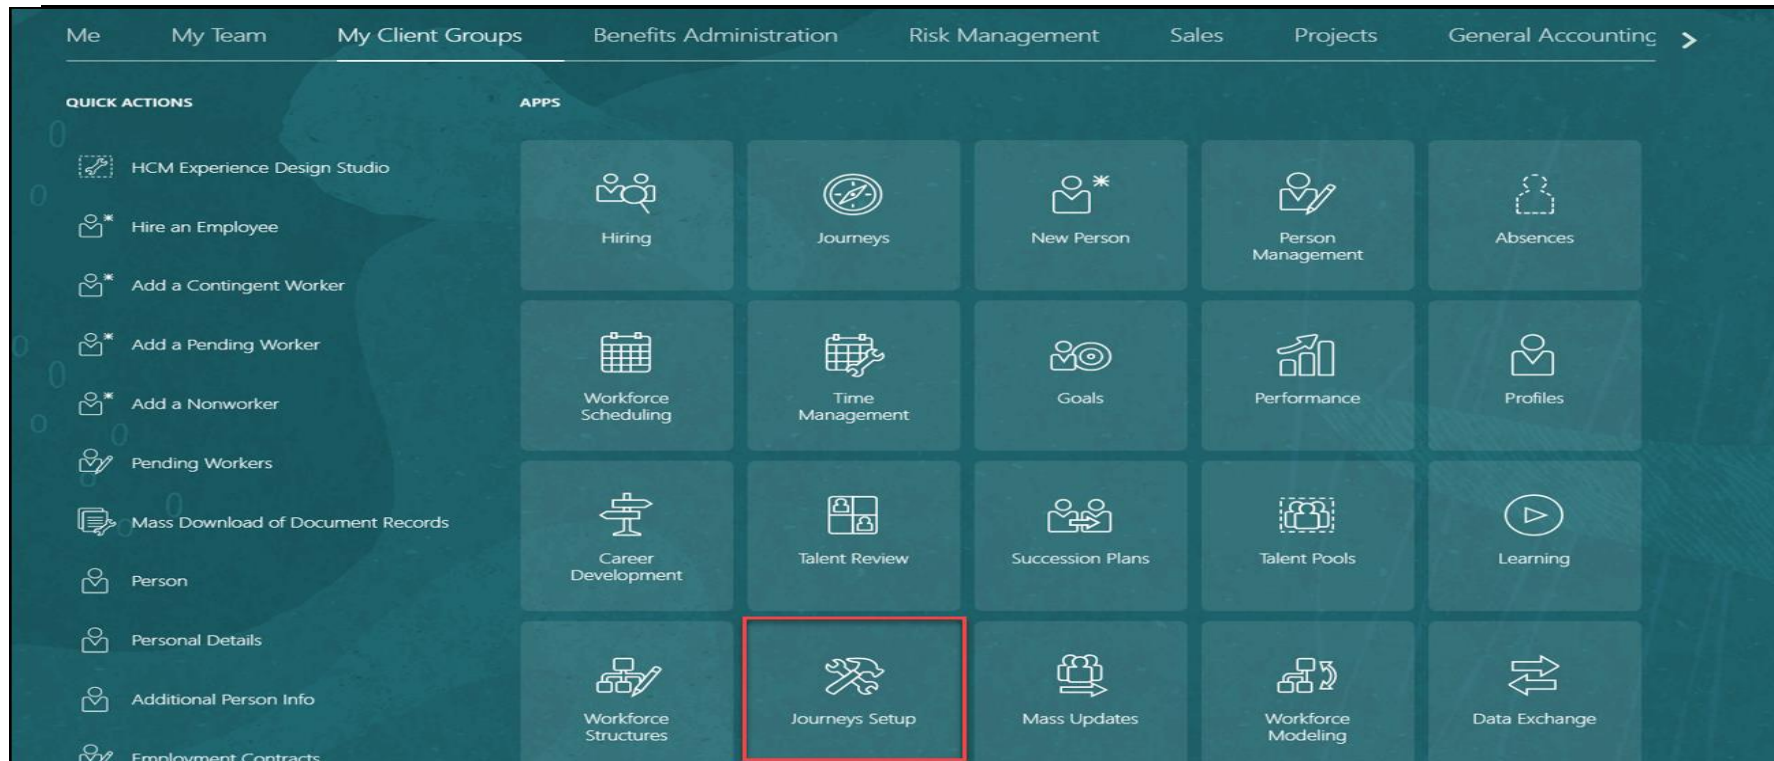 Me
My Team
My Client Groups
Benefits Administration
Risk Management
Sales
Projects
General Accounting
QUICK ACTIONS
HCM Experience Design Studio
Hire an Employee
Add a Contingent Worker
Add a Pending Worker
Add a Nonworker
Pending Workers
Mass Download of Document Records
Person
Personal Details
Additional Person Info
Employment Contracts
APPS
Hiring
Journeys
New Person
Person
Management
Absences
Workforce
Scheduling
Time
Management
Goals
Performance
Profiles
Career
Development
Talent Review
Succession Plans
Talent Pools
Learning
Workforce
Structures
Journeys Setup
Mass Updates
Workforce
Modeling
Data Exchange